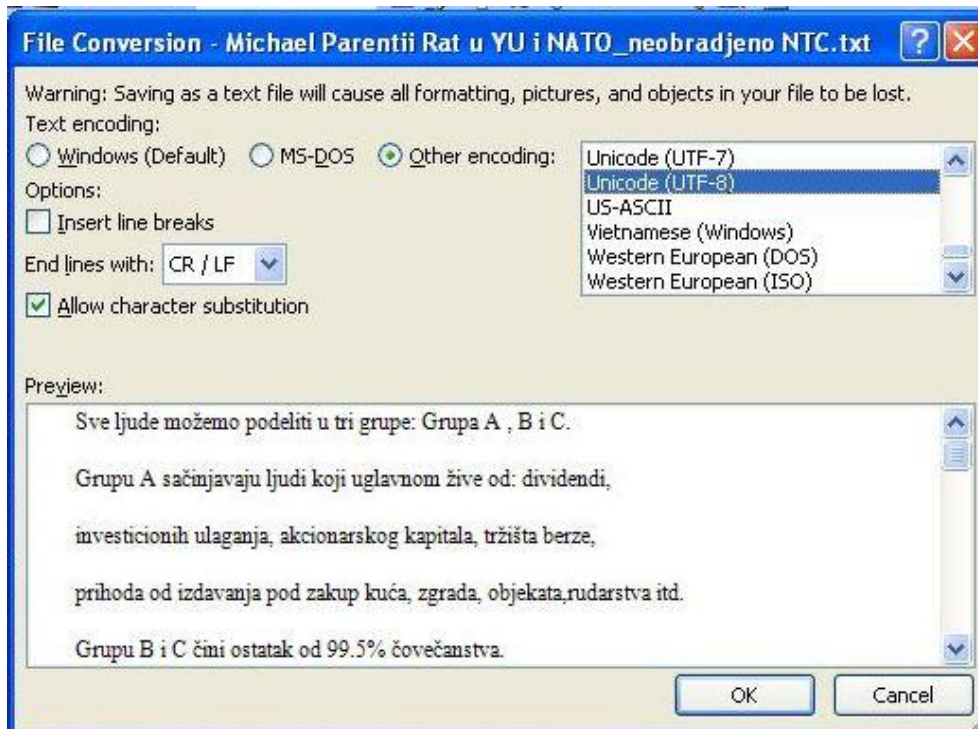 File Conversion - Michael Parentii Rat u YU i NATO_neobradjeno NTC.txt
Warning: Saving as a text file will cause all formatting, pictures, and objects in your file to be lost.
Text encoding:
Windows (Default) MS-DOS Other encoding:
Unicode (UTF-7)
Unicode (UTF-8)
US-ASCII
Vietnamese (Windows)
Western European (DOS)
Western European (ISO)
Options:
Insert line breaks
End lines with: CR / LF
Allow character substitution
Preview:
Sve ljude možemo podeliti u tri grupe: Grupa A , B i C.
Grupu A sačinjavaju ljudi koji uglavnom žive od: dividendi,
investicionih ulaganja, akcionarskog kapitala, tržišta berze,
prihoda od izdavanja pod zakup kuća, zgrada, objekata,rudarstva itd.
Grupu B i C čini ostatak od 99.5% čovečanstva.
OK Cancel